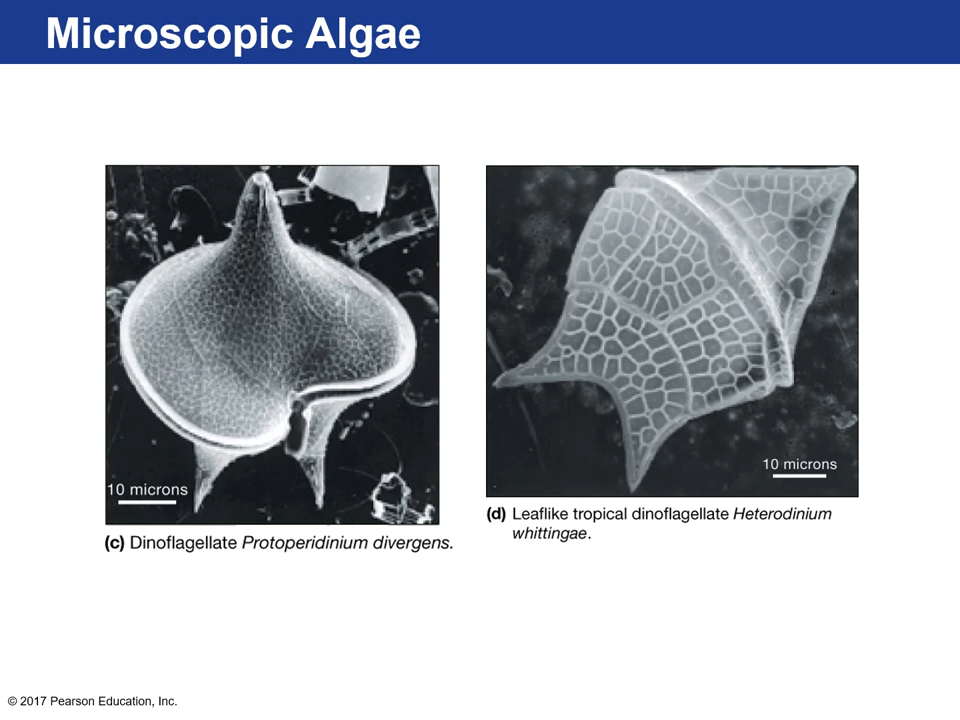 Microscopic Algae
10 microns
(c) Dinoflagellate Protoperidinium divergens.
10 microns
(d) Leaflike tropical dinoflagellate Heterodinium
whittingae.
© 2017 Pearson Education, Inc.